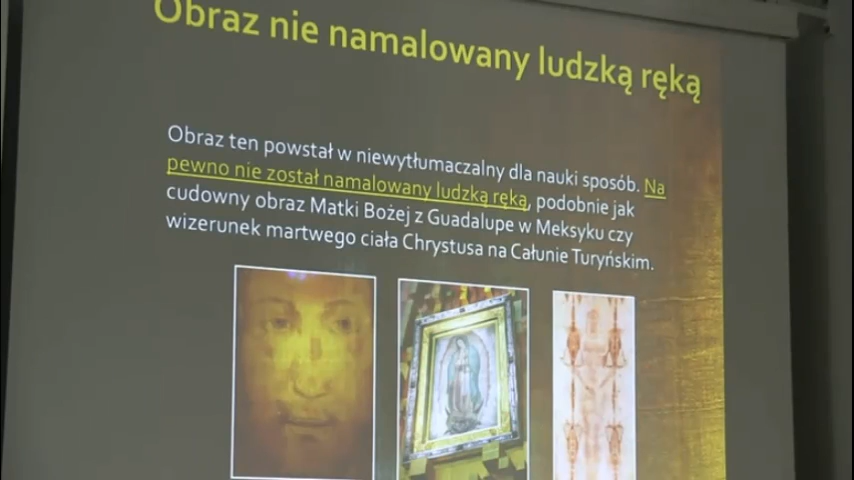 Obraz nie namalowany ludzką ręką
Obraz ten powstał w niewytłumaczalny dla nauki sposób. Na
pewno nie został namalowany ludzką ręką, podobnie jak
cudowny obraz Matki Bożej z Guadalupe w Meksyku czy
wizerunek martwego ciała Chrystusa na Całunie Turyńskim.